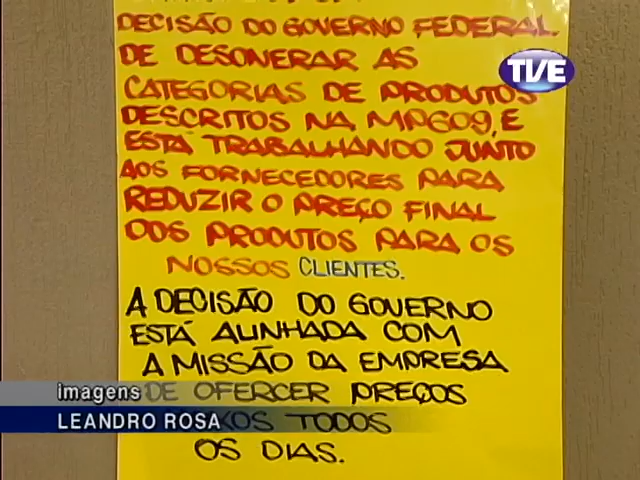 DECISÃO DO GOVERNO FEDERAL
DE DESONERAR AS
CATEGORIAS DE PRODUTOS
DESCRITOS NA MP609, E
ESTÁ TRABALHANDO JUNTO
AOS FORNECEDORES PARA
REDUZIR O PREÇO FINAL
DOS PRODUTOS PARA OS
NOSSOS CLIENTES.
A DECISÃO DO GOVERNO
ESTÁ ALINHADA COM
A MISSÃO DA EMPRESA
DE OFERCER PREÇOS
TODOS
OS DIAS.
TVE
imagens
LEANDRO ROSA